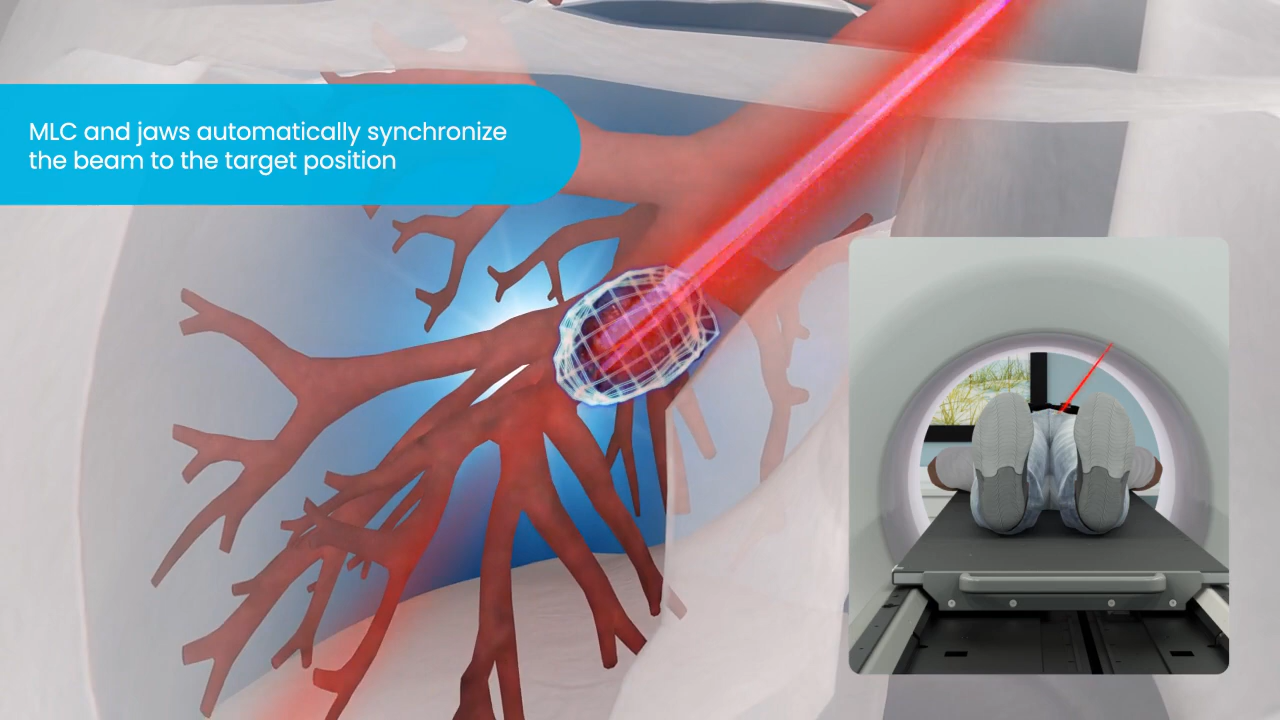 MLC and jaws automatically synchronize
the beam to the target position